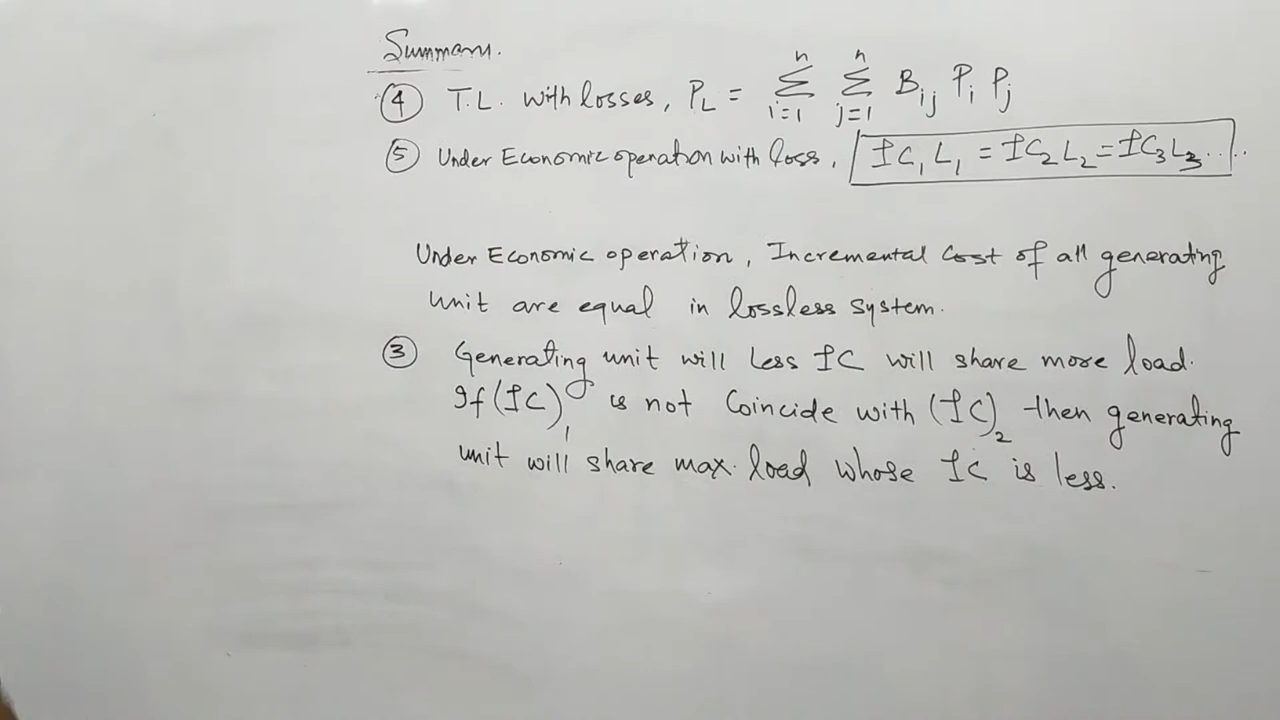 Summary.
④ T.L. with losses, P_L = Σ_{i=1}^{n} Σ_{j=1}^{n} B_{ij} P_i P_j
⑤ Under Economic operation with loss, IC_1 L_1 = IC_2 L_2 = IC_3 L_3 ....
Under Economic operation, Incremental Cost of all generating
unit are equal in lossless system.
③ Generating unit will less IC will share more load.
If (IC)_1 is not Coincide with (IC)_2 then generating
unit will share max. load whose IC is less.